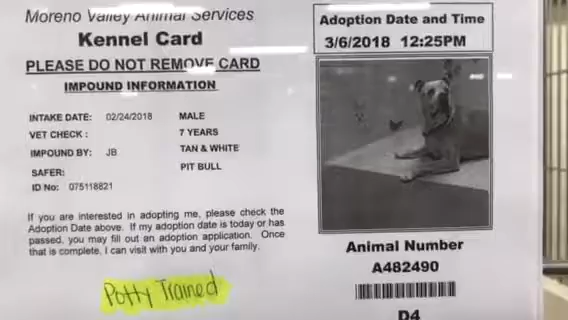 Moreno Valley Animal Services
Kennel Card
PLEASE DO NOT REMOVE CARD
IMPOUND INFORMATION
INTAKE DATE: 02/24/2018 MALE
VET CHECK : 7 YEARS
IMPOUND BY: JB TAN & WHITE
SAFER: PIT BULL
ID No: 075118821
If you are interested in adopting me, please check the
Adoption Date above. If my adoption date is today or has
passed, you may fill out an adoption application. Once
that is complete, I can visit with you and your family.
Potty Trained
Adoption Date and Time
3/6/2018 12:25PM
Animal Number
A482490
D4